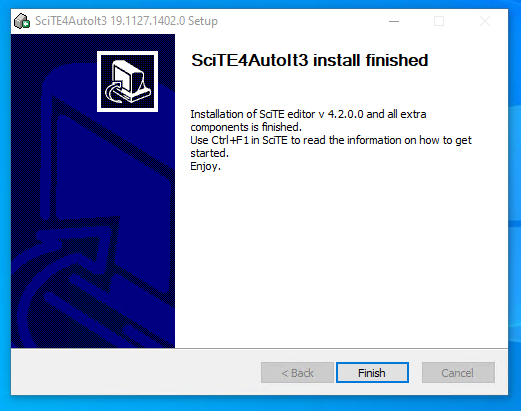 SciTE4AutoIt3 19.1127.1402.0 Setup
SciTE4AutoIt3 install finished
Installation of SciTE editor v 4.2.0.0 and all extra
components is finished.
Use Ctrl+F1 in SciTE to read the information on how to get
started.
Enjoy.
< Back
Finish
Cancel